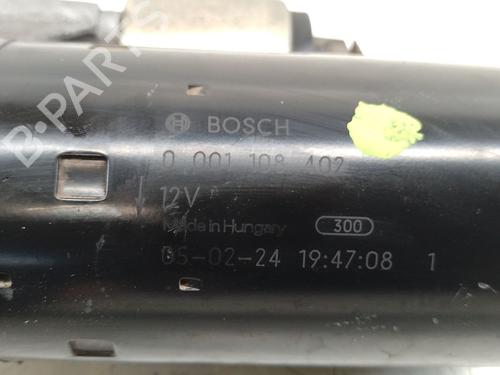 BOSCH
0 001 108 402
12V
Made in Hungary
300
05-02-24 19:47:08 1
B-PARTS